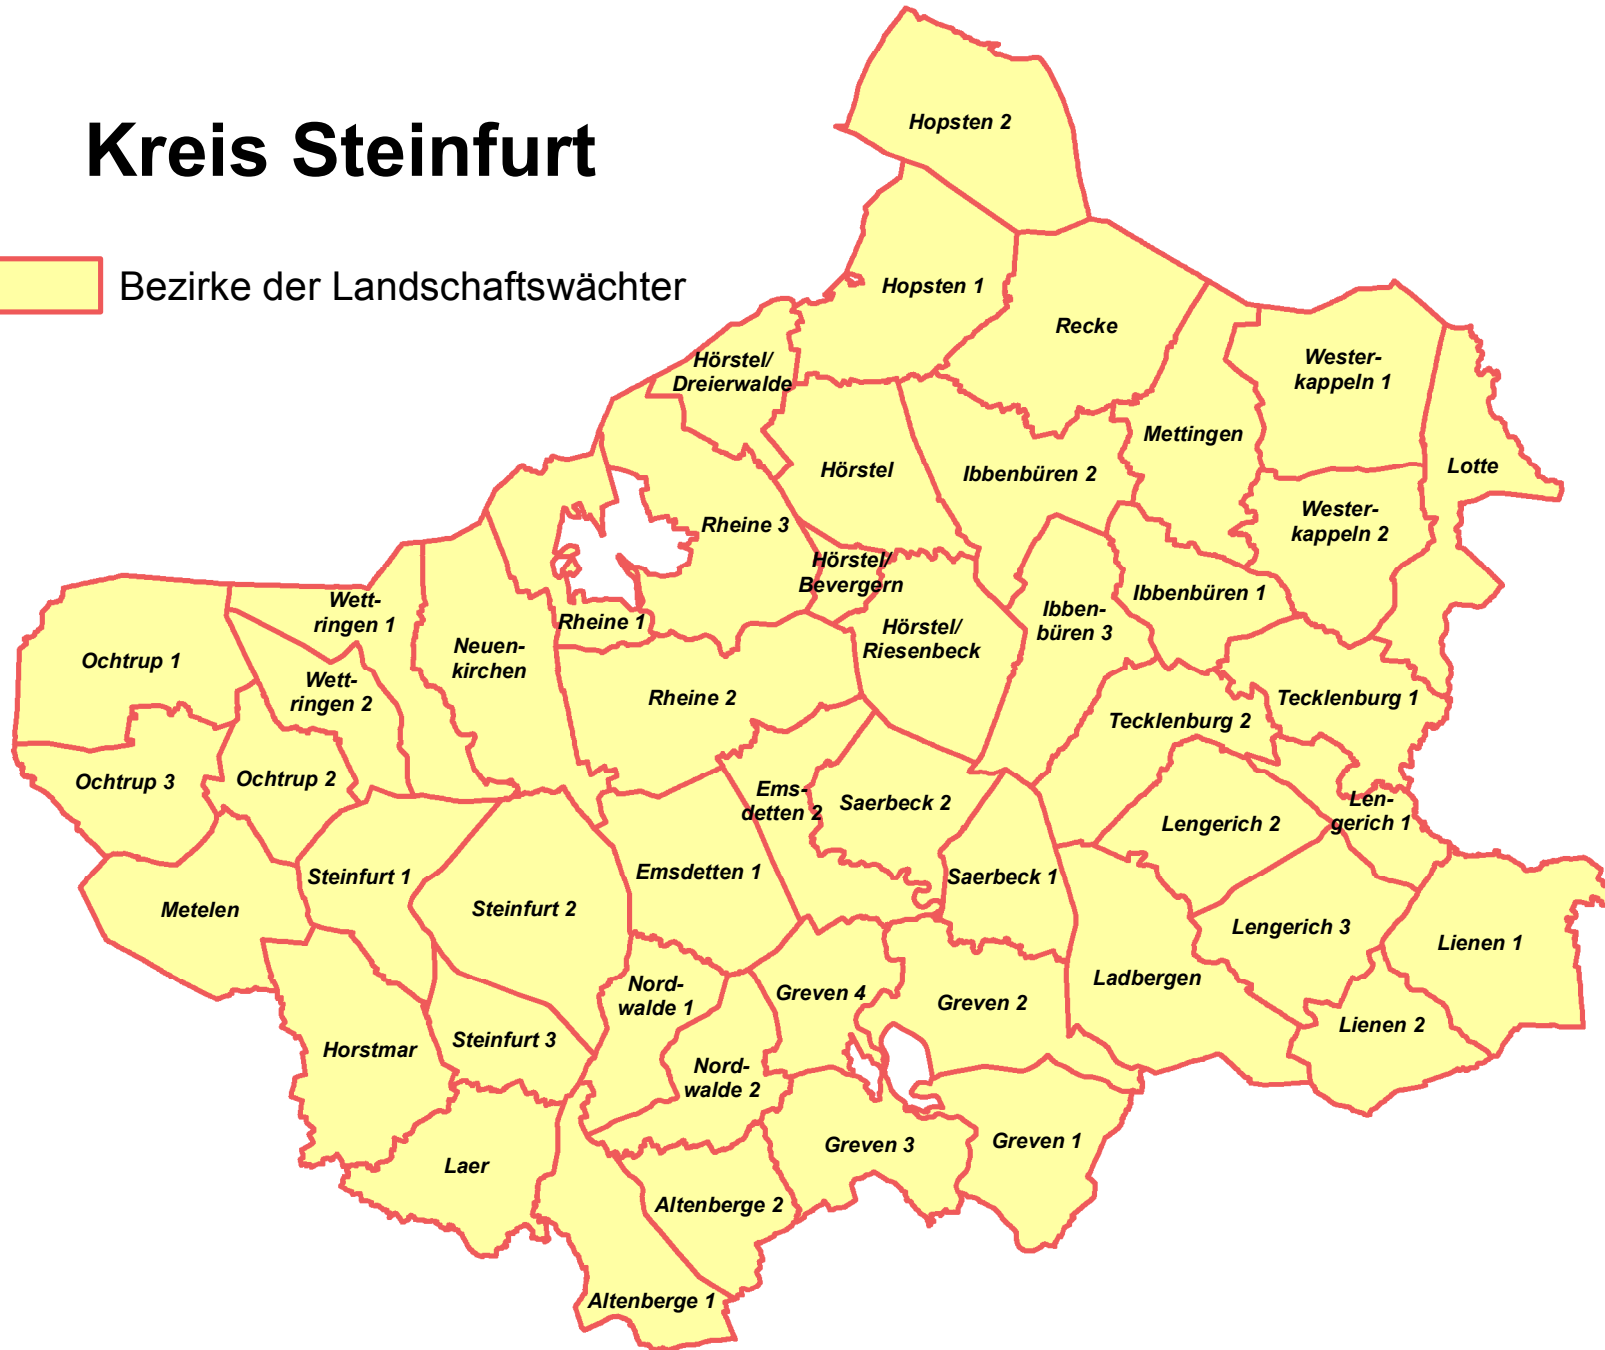 Kreis Steinfurt
Bezirke der Landschaftswächter
Hopsten 2
Hopsten 1
Recke
Hörstel/
Dreierwalde
Wester-
kappeln 1
Mettingen
Lotte
Hörstel
Ibbenbüren 2
Wester-
kappeln 2
Rheine 3
Hörstel/
Bevergern
Ibbenbüren 1
Ibben-
büren 3
Wett-
ringen 1
Rheine 1
Hörstel/
Riesenbeck
Neuen-
kirchen
Ochtrup 1
Wett-
ringen 2
Rheine 2
Tecklenburg 1
Tecklenburg 2
Ochtrup 3
Ochtrup 2
Ems-
detten 2
Saerbeck 2
Len-
gerich 1
Lengerich 2
Steinfurt 1
Emsdetten 1
Saerbeck 1
Metelen
Steinfurt 2
Lengerich 3
Lienen 1
Nord-
walde 1
Greven 4
Greven 2
Ladbergen
Lienen 2
Horstmar
Steinfurt 3
Nord-
walde 2
Greven 3
Greven 1
Laer
Altenberge 2
Altenberge 1